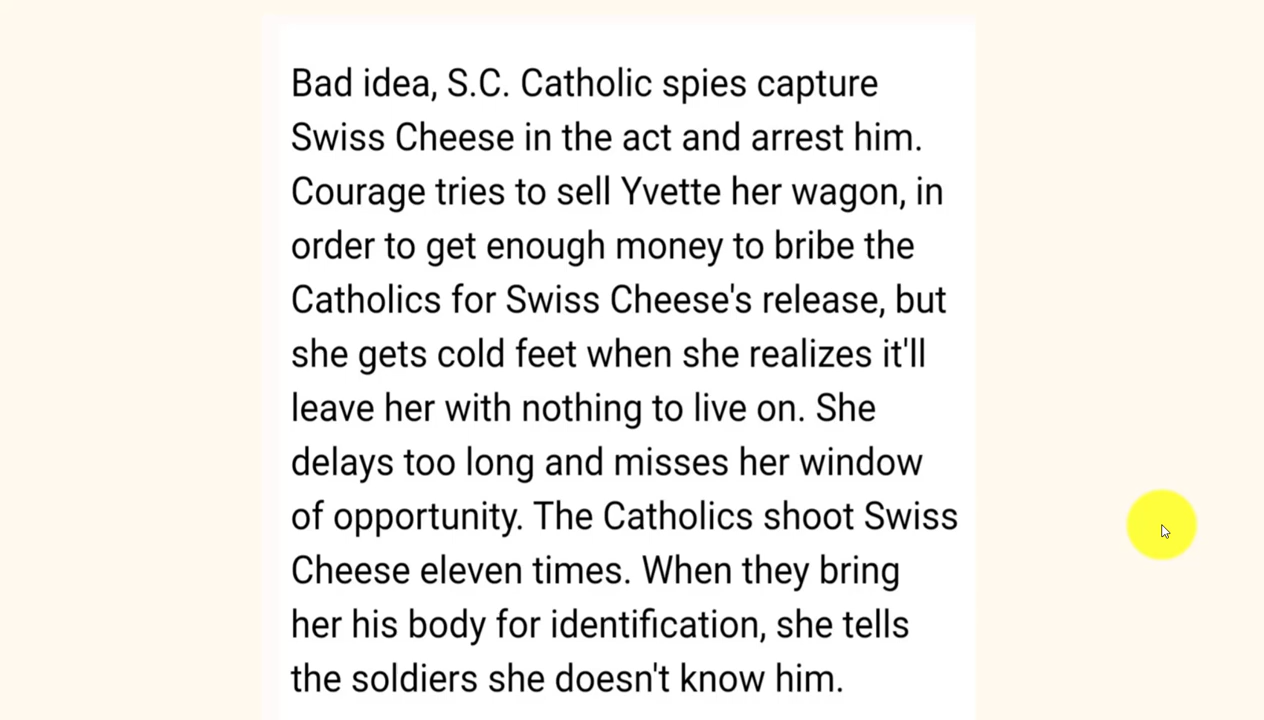 Bad idea, S.C. Catholic spies capture
Swiss Cheese in the act and arrest him.
Courage tries to sell Yvette her wagon, in
order to get enough money to bribe the
Catholics for Swiss Cheese's release, but
she gets cold feet when she realizes it'll
leave her with nothing to live on. She
delays too long and misses her window
of opportunity. The Catholics shoot Swiss
Cheese eleven times. When they bring
her his body for identification, she tells
the soldiers she doesn't know him.